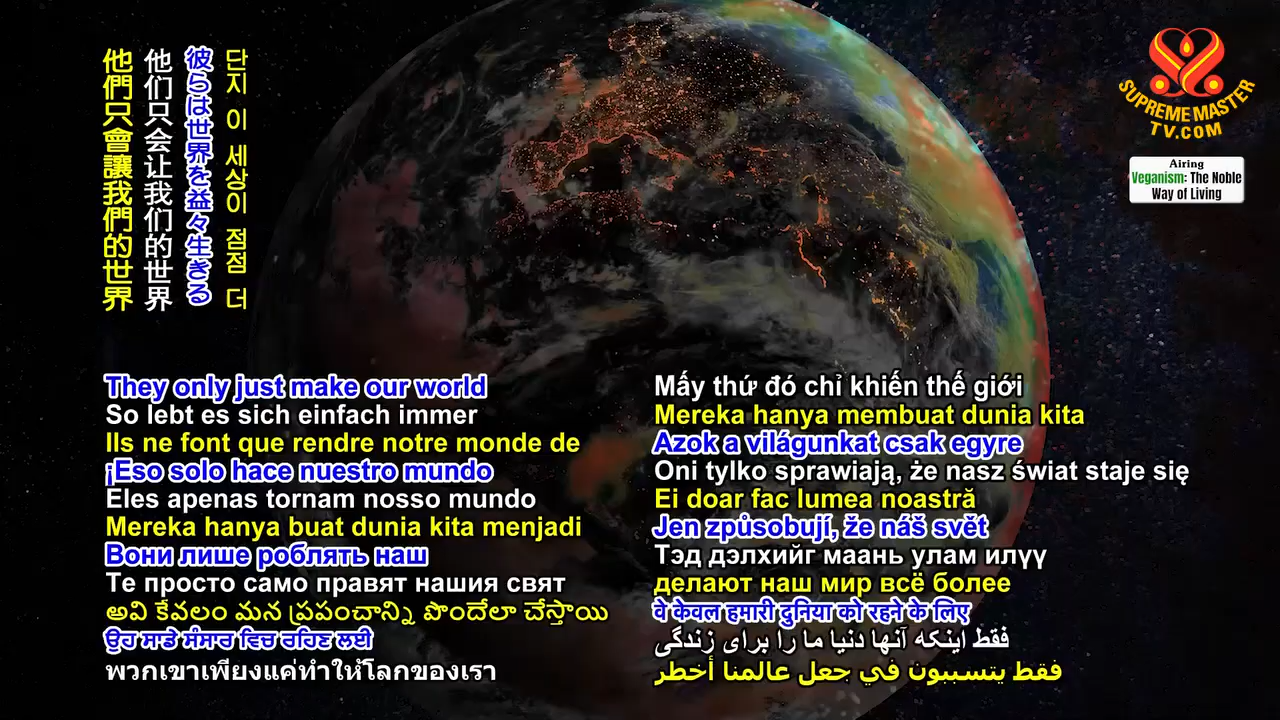 他們只會讓我們的世界
他们只会让我们的世界
彼らは世界を益々生きる
단지 이 세상이 점점 더
SUPREME MASTER
TV.COM
Airing
Veganism: The Noble
Way of Living
They only just make our world
So lebt es sich einfach immer
Ils ne font que rendre notre monde de
¡Eso solo hace nuestro mundo
Eles apenas tornam nosso mundo
Mereka hanya buat dunia kita menjadi
Вони лише роблять наш
Те просто само правят нашия свят
అవి కేవలం మన ప్రపంచాన్ని పొందేలా చేస్తాయి
ਉਹ ਸਾਡੇ ਸੰਸਾਰ ਵਿਚ ਰਹਿਣ ਲਈ
พวกเขาเพียงแค่ทำให้โลกของเรา
Mấy thứ đó chỉ khiến thế giới
Mereka hanya membuat dunia kita
Azok a világunkat csak egyre
Oni tylko sprawiają, że nasz świat staje się
Ei doar fac lumea noastră
Jen způsobují, že náš svět
Тэд дэлхийг маань улам илүү
делают наш мир всё более
वे केवल हमारी दुनिया को रहने के लिए
فقط اینکه آنها دنیا ما را برای زندگی
فقط يتسببون في جعل عالمنا أخطر